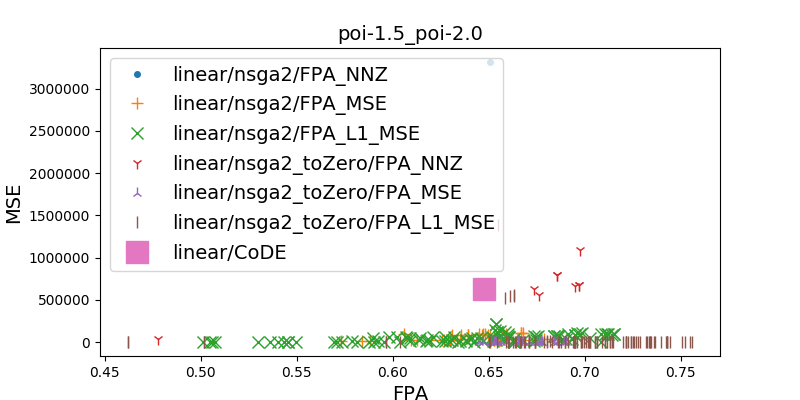 poi-1.5_poi-2.0
linear/nsga2/FPA_NNZ
linear/nsga2/FPA_MSE
linear/nsga2/FPA_L1_MSE
linear/nsga2_toZero/FPA_NNZ
linear/nsga2_toZero/FPA_MSE
linear/nsga2_toZero/FPA_L1_MSE
linear/CoDE
MSE
3000000
2500000
2000000
1500000
1000000
500000
0
0.45 0.50 0.55 0.60 0.65 0.70 0.75
FPA